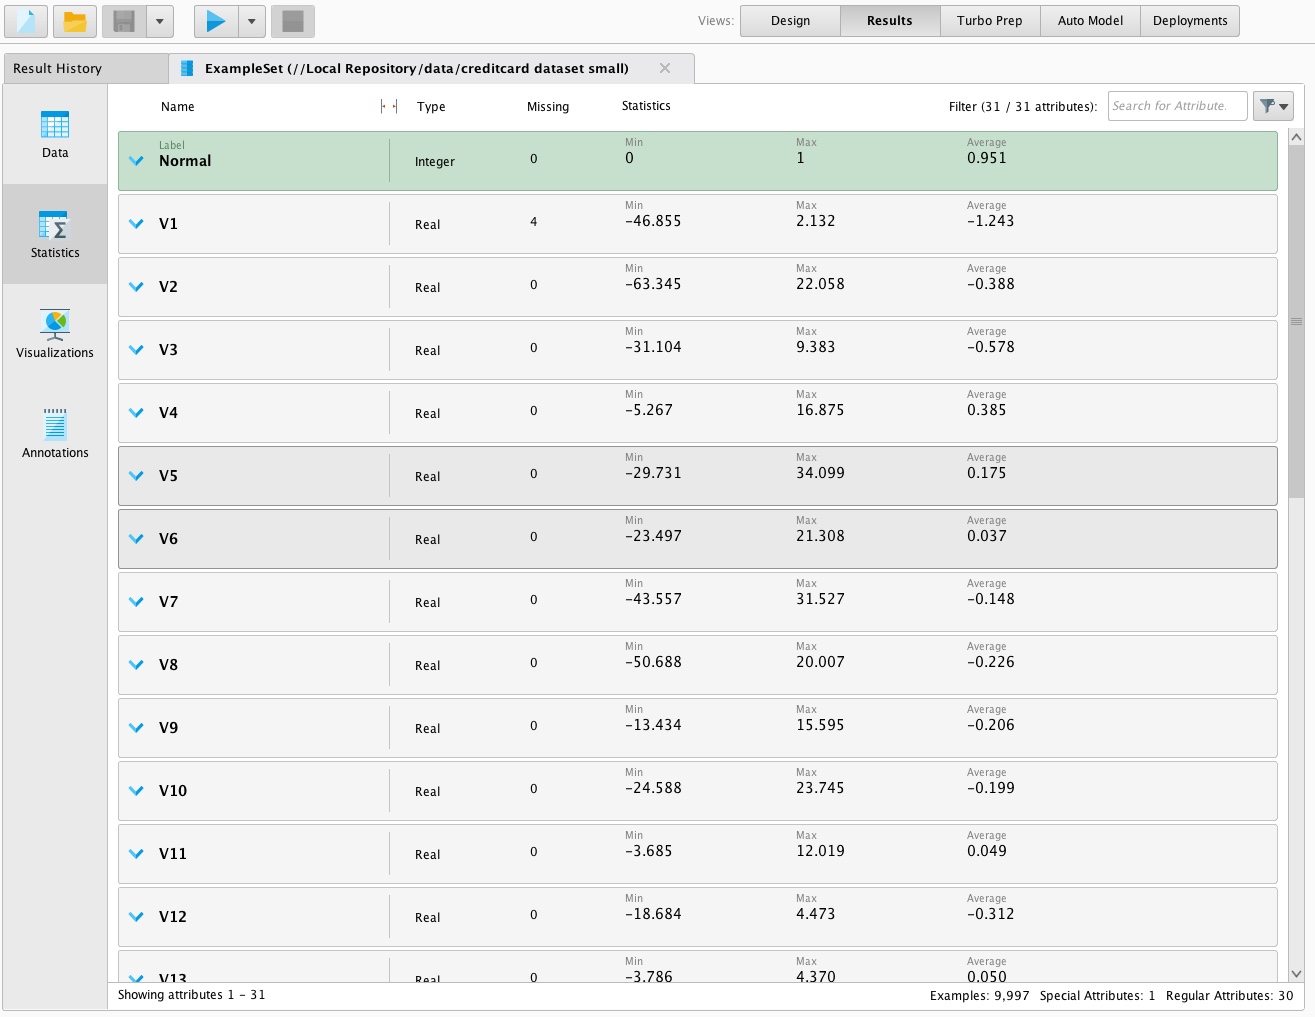 Views: Design Results Turbo Prep Auto Model Deployments
Result History ExampleSet (//Local Repository/data/creditcard dataset small)
Data
Statistics
Visualizations
Annotations
Name Type Missing Statistics Filter (31 / 31 attributes): Search for Attribute.
Label Min Max Average
Normal Integer 0 0 1 0.951
Min Max Average
V1 Real 4 −46.855 2.132 −1.243
Min Max Average
V2 Real 0 −63.345 22.058 −0.388
Min Max Average
V3 Real 0 −31.104 9.383 −0.578
Min Max Average
V4 Real 0 −5.267 16.875 0.385
Min Max Average
V5 Real 0 −29.731 34.099 0.175
Min Max Average
V6 Real 0 −23.497 21.308 0.037
Min Max Average
V7 Real 0 −43.557 31.527 −0.148
Min Max Average
V8 Real 0 −50.688 20.007 −0.226
Min Max Average
V9 Real 0 −13.434 15.595 −0.206
Min Max Average
V10 Real 0 −24.588 23.745 −0.199
Min Max Average
V11 Real 0 −3.685 12.019 0.049
Min Max Average
V12 Real 0 −18.684 4.473 −0.312
Min Max Average
V13 Real 0 −3.786 4.370 0.050
Showing attributes 1 – 31 Examples: 9,997 Special Attributes: 1 Regular Attributes: 30